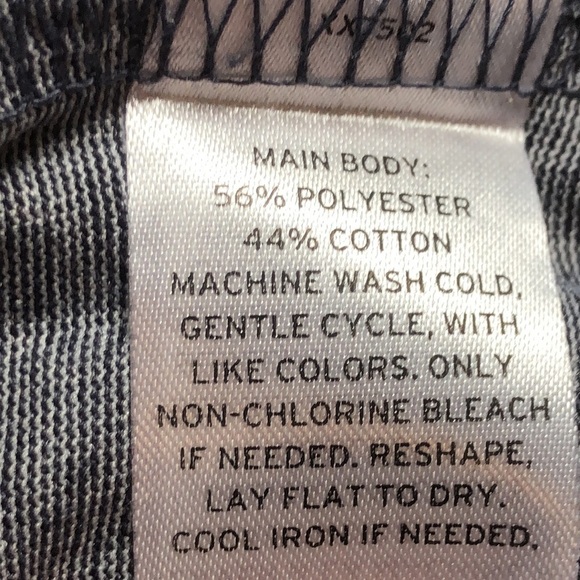 MAIN BODY:
56% POLYESTER
44% COTTON
MACHINE WASH COLD,
GENTLE CYCLE, WITH
LIKE COLORS. ONLY
NON-CHLORINE BLEACH
IF NEEDED. RESHAPE,
LAY FLAT TO DRY.
COOL IRON IF NEEDED.